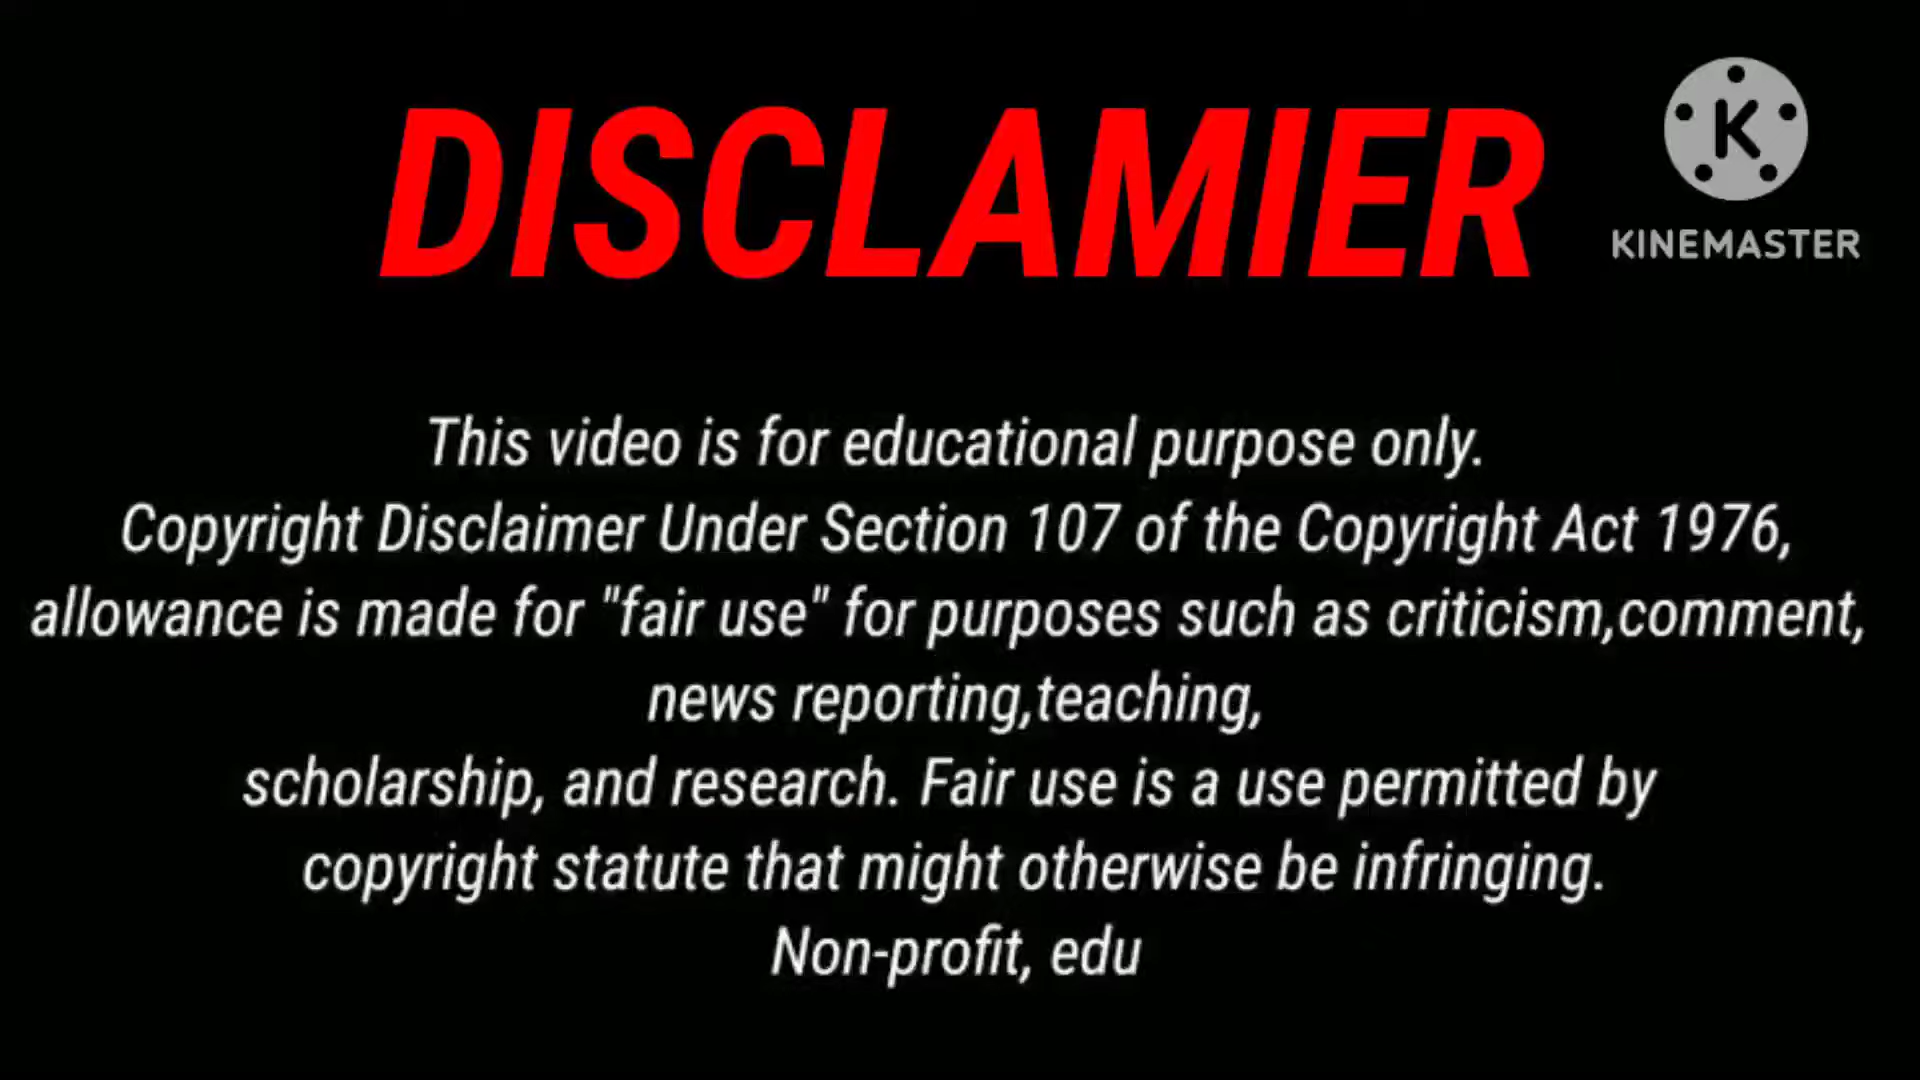 DISCLAMIER
K
KINEMASTER
This video is for educational purpose only.
Copyright Disclaimer Under Section 107 of the Copyright Act 1976,
allowance is made for "fair use" for purposes such as criticism,comment,
news reporting,teaching,
scholarship, and research. Fair use is a use permitted by
copyright statute that might otherwise be infringing.
Non-profit, edu